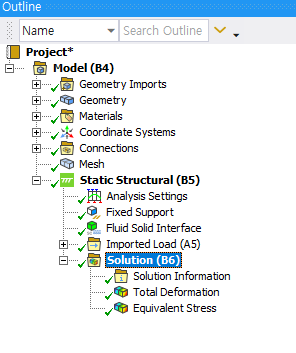 Outline
Name Search Outline
Project*
Model (B4)
Geometry Imports
Geometry
Materials
Coordinate Systems
Connections
Mesh
Static Structural (B5)
Analysis Settings
Fixed Support
Fluid Solid Interface
Imported Load (A5)
Solution (B6)
Solution Information
Total Deformation
Equivalent Stress